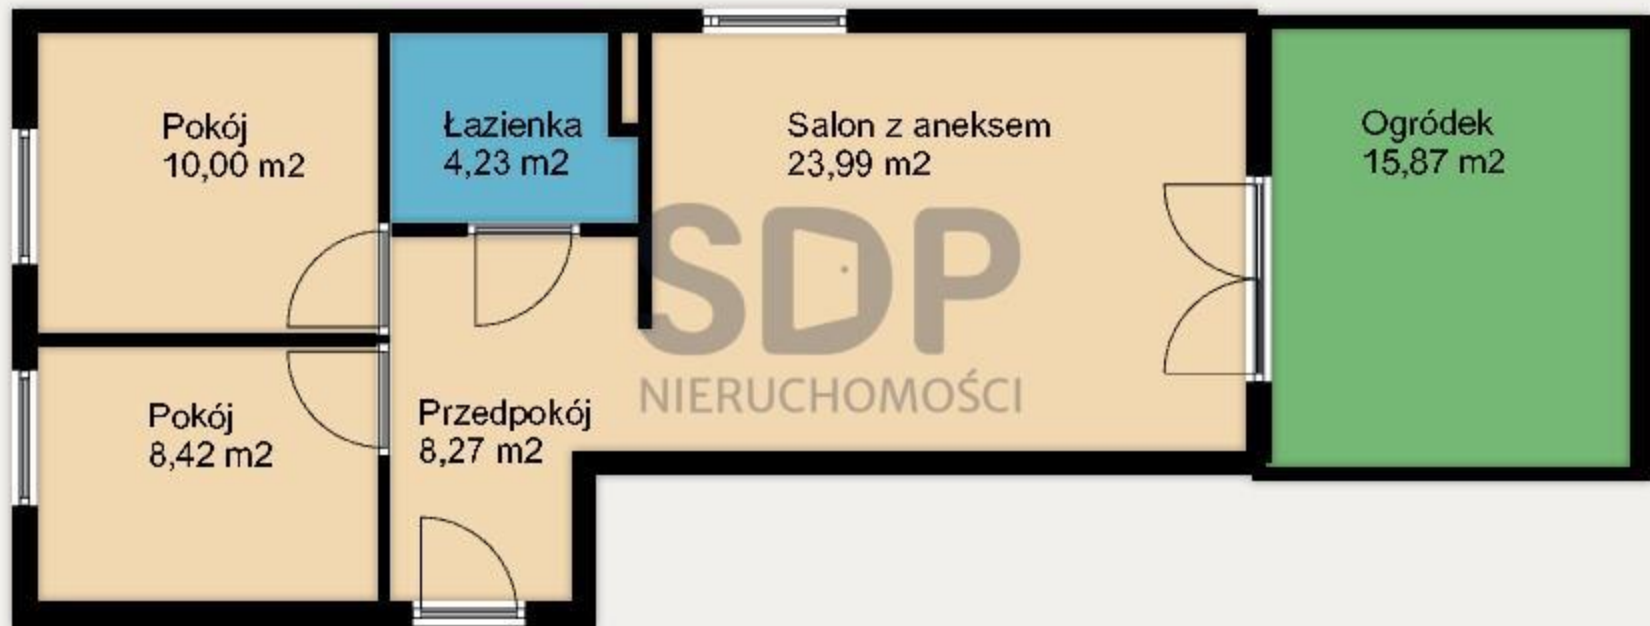 Pokój
10,00 m2
Łazienka
4,23 m2
Salon z aneksem
23,99 m2
Ogródek
15,87 m2
SDP
NIERUCHOMOŚCI
Pokój
8,42 m2
Przedpokój
8,27 m2